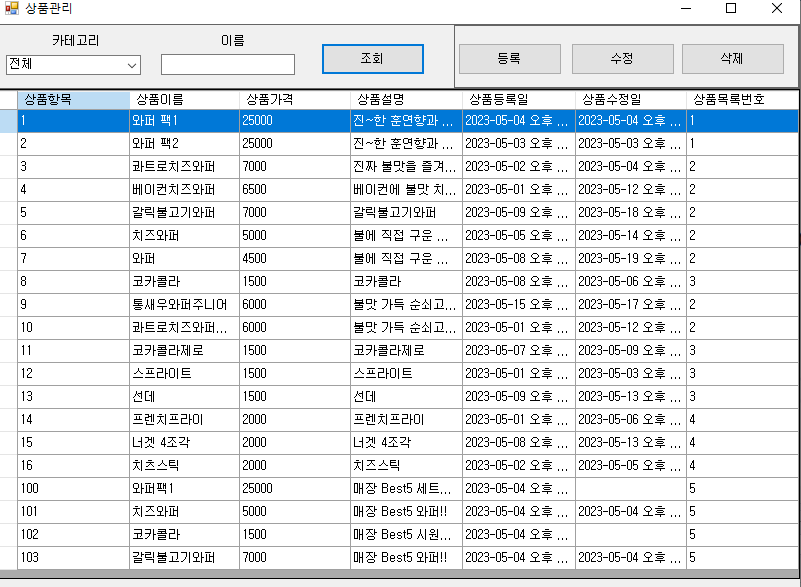 상품관리
카테고리 이름
전체 조회 등록 수정 삭제
상품항목 상품이름 상품가격 상품설명 상품등록일 상품수정일 상품목록번호
1 와퍼 팩1 25000 진~한 훈연향과 ... 2023-05-04 오후 ... 2023-05-04 오후 ... 1
2 와퍼 팩2 25000 진~한 훈연향과 ... 2023-05-03 오후 ... 2023-05-03 오후 ... 1
3 콰트로치즈와퍼 7000 진짜 불맛을 즐겨... 2023-05-02 오후 ... 2023-05-04 오후 ... 2
4 베이컨치즈와퍼 6500 베이컨에 불맛 치... 2023-05-01 오후 ... 2023-05-12 오후 ... 2
5 갈릭불고기와퍼 7000 갈릭불고기와퍼 2023-05-09 오후 ... 2023-05-18 오후 ... 2
6 치즈와퍼 5000 불에 직접 구운 ... 2023-05-05 오후 ... 2023-05-14 오후 ... 2
7 와퍼 4500 불에 직접 구운 ... 2023-05-08 오후 ... 2023-05-19 오후 ... 2
8 코카콜라 1500 코카콜라 2023-05-08 오후 ... 2023-05-06 오후 ... 3
9 통새우와퍼주니어 6000 불맛 가득 순쇠고... 2023-05-15 오후 ... 2023-05-17 오후 ... 2
10 콰트로치즈와퍼... 6000 불맛 가득 순쇠고... 2023-05-01 오후 ... 2023-05-12 오후 ... 2
11 코카콜라제로 1500 코카콜라제로 2023-05-07 오후 ... 2023-05-09 오후 ... 3
12 스프라이트 1500 스프라이트 2023-05-01 오후 ... 2023-05-03 오후 ... 3
13 선데 1500 선데 2023-05-09 오후 ... 2023-05-13 오후 ... 3
14 프렌치프라이 2000 프렌치프라이 2023-05-01 오후 ... 2023-05-06 오후 ... 4
15 너겟 4조각 2000 너겟 4조각 2023-05-08 오후 ... 2023-05-13 오후 ... 4
16 치츠스틱 2000 치즈스틱 2023-05-02 오후 ... 2023-05-05 오후 ... 4
100 와퍼팩1 25000 매장 Best5 세트... 2023-05-04 오후 ... 5
101 치즈와퍼 5000 매장 Best5 와퍼!! 2023-05-04 오후 ... 2023-05-04 오후 ... 5
102 코카콜라 1500 매장 Best5 시원... 2023-05-04 오후 ... 5
103 갈릭불고기와퍼 7000 매장 Best5 와퍼!! 2023-05-04 오후 ... 2023-05-04 오후 ... 5